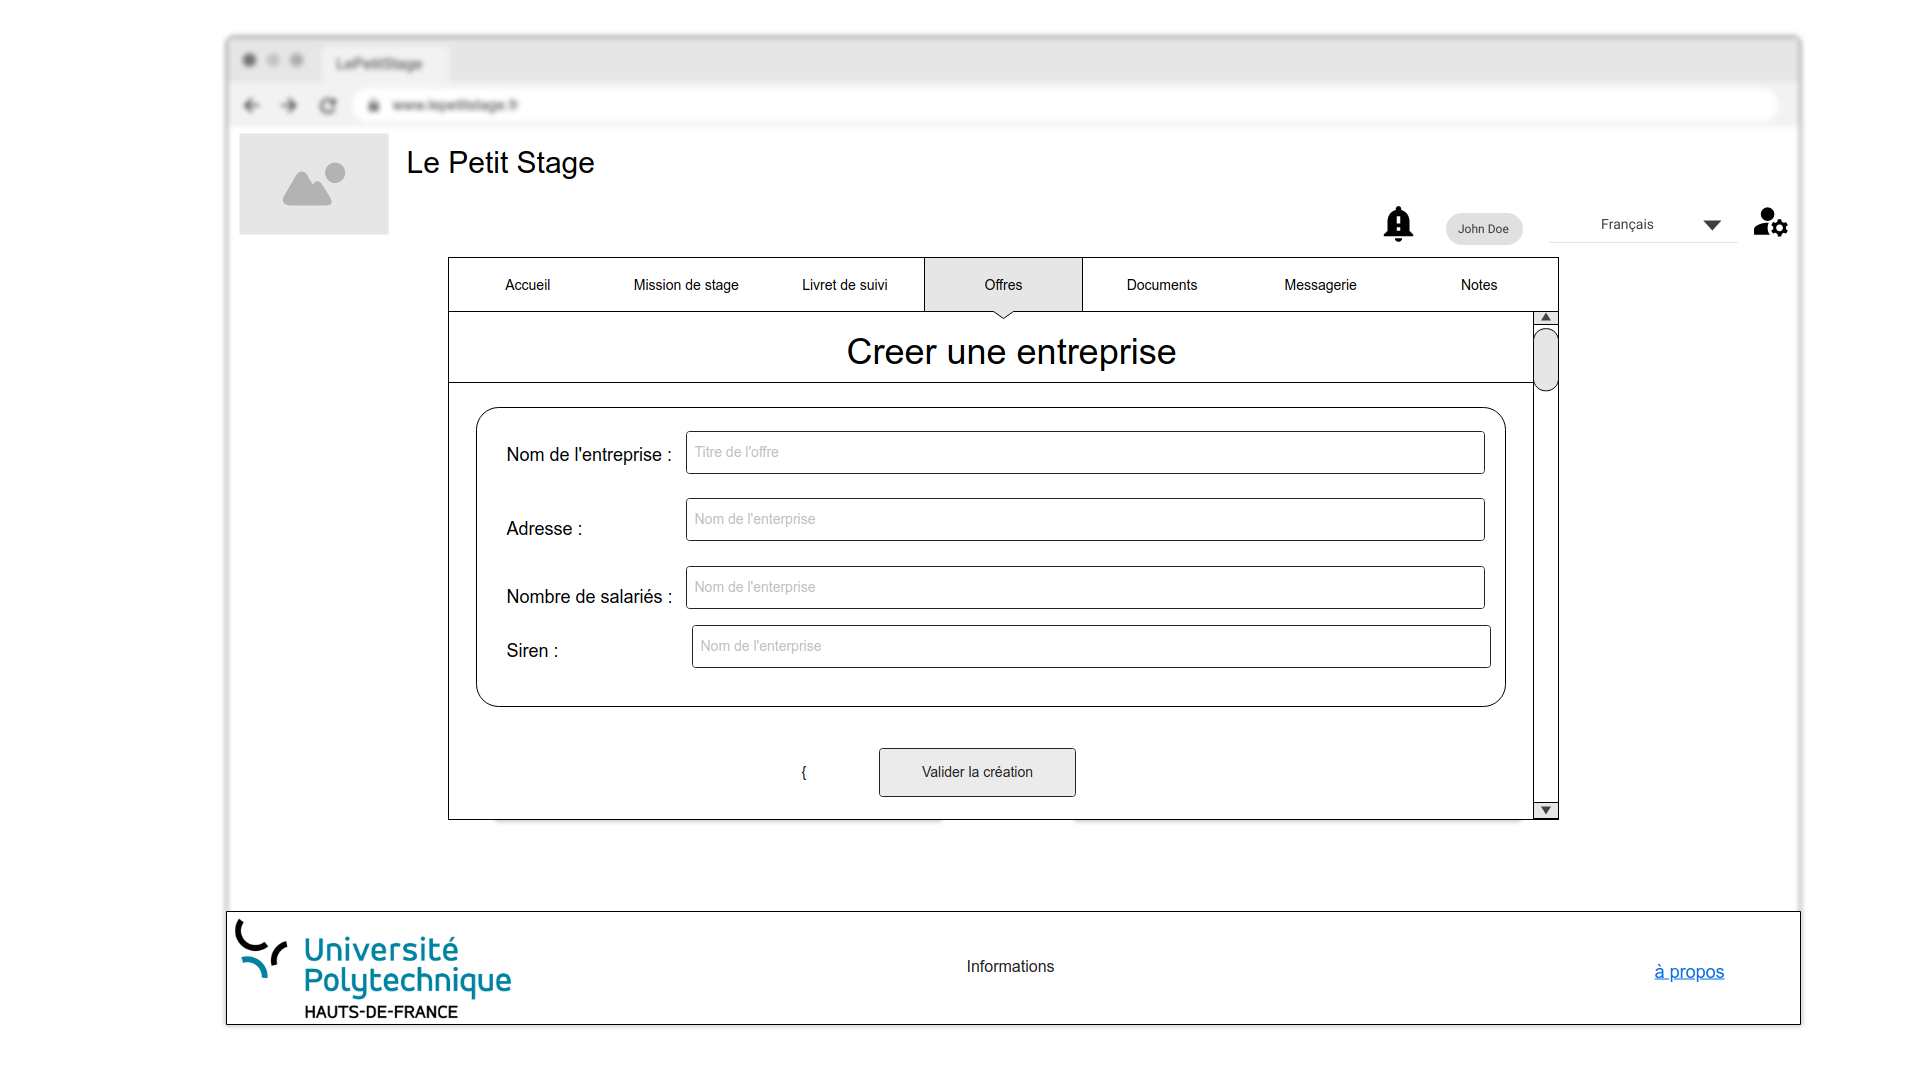 LePetitStage
www.lepetitstage.fr
Le Petit Stage
John Doe
Français
Accueil
Mission de stage
Livret de suivi
Offres
Documents
Messagerie
Notes
Creer une entreprise
Nom de l'entreprise :
Titre de l'offre
Adresse :
Nom de l'enterprise
Nombre de salariés :
Nom de l'enterprise
Siren :
Nom de l'enterprise
{
Valider la création
Université
Polytechnique
HAUTS-DE-FRANCE
Informations
à propos